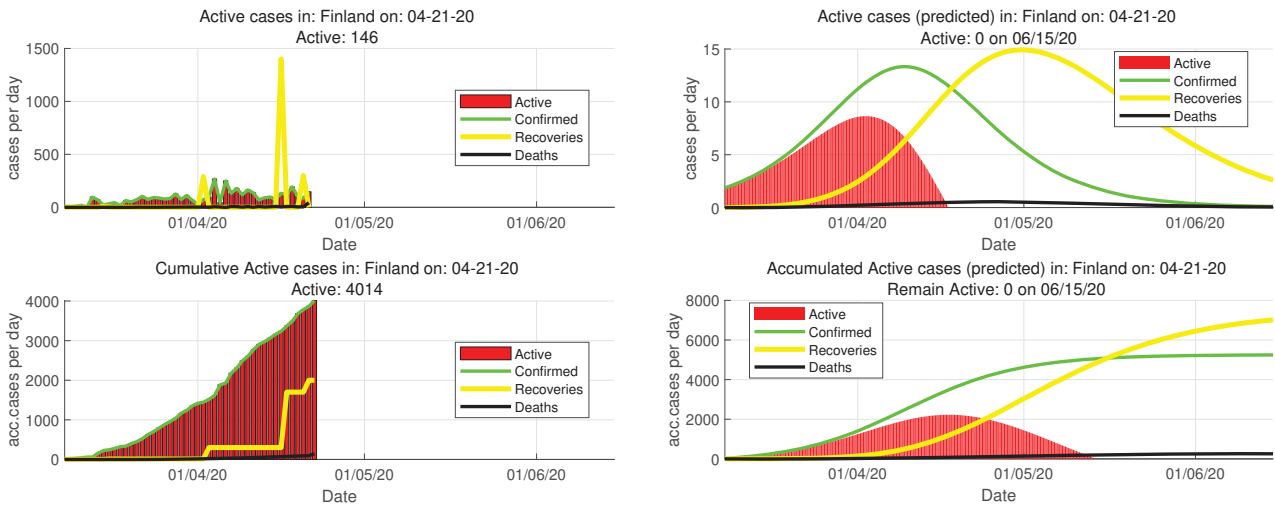 Active cases in: Finland on: 04-21-20
Active: 146
1500
1000
500
0
cases per day
Active
Confirmed
Recoveries
Deaths
01/04/20
01/05/20
01/06/20
Date
Active cases (predicted) in: Finland on: 04-21-20
Active: 0 on 06/15/20
15
10
5
0
cases per day
Active
Confirmed
Recoveries
Deaths
01/04/20
01/05/20
01/06/20
Date
Cumulative Active cases in: Finland on: 04-21-20
Active: 4014
4000
3000
2000
1000
0
acc.cases per day
Active
Confirmed
Recoveries
Deaths
01/04/20
01/05/20
01/06/20
Date
Accumulated Active cases (predicted) in: Finland on: 04-21-20
Remain Active: 0 on 06/15/20
8000
6000
4000
2000
0
acc.cases per day
Active
Confirmed
Recoveries
Deaths
01/04/20
01/05/20
01/06/20
Date